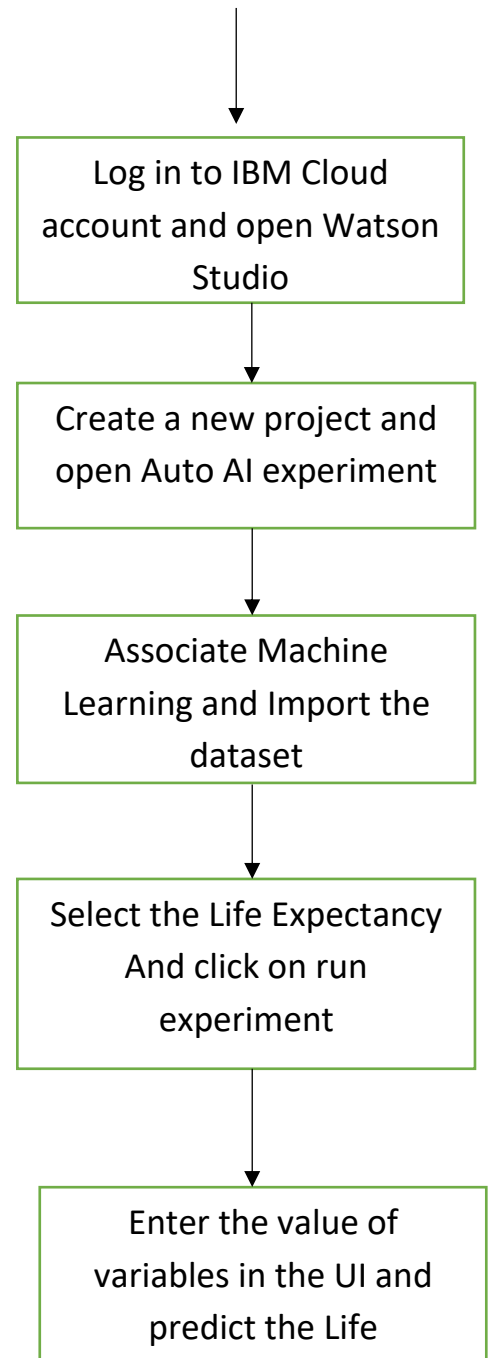 Log in to IBM Cloud
account and open Watson
Studio
Create a new project and
open Auto AI experiment
Associate Machine
Learning and Import the
dataset
Select the Life Expectancy
And click on run
experiment
Enter the value of
variables in the UI and
predict the Life